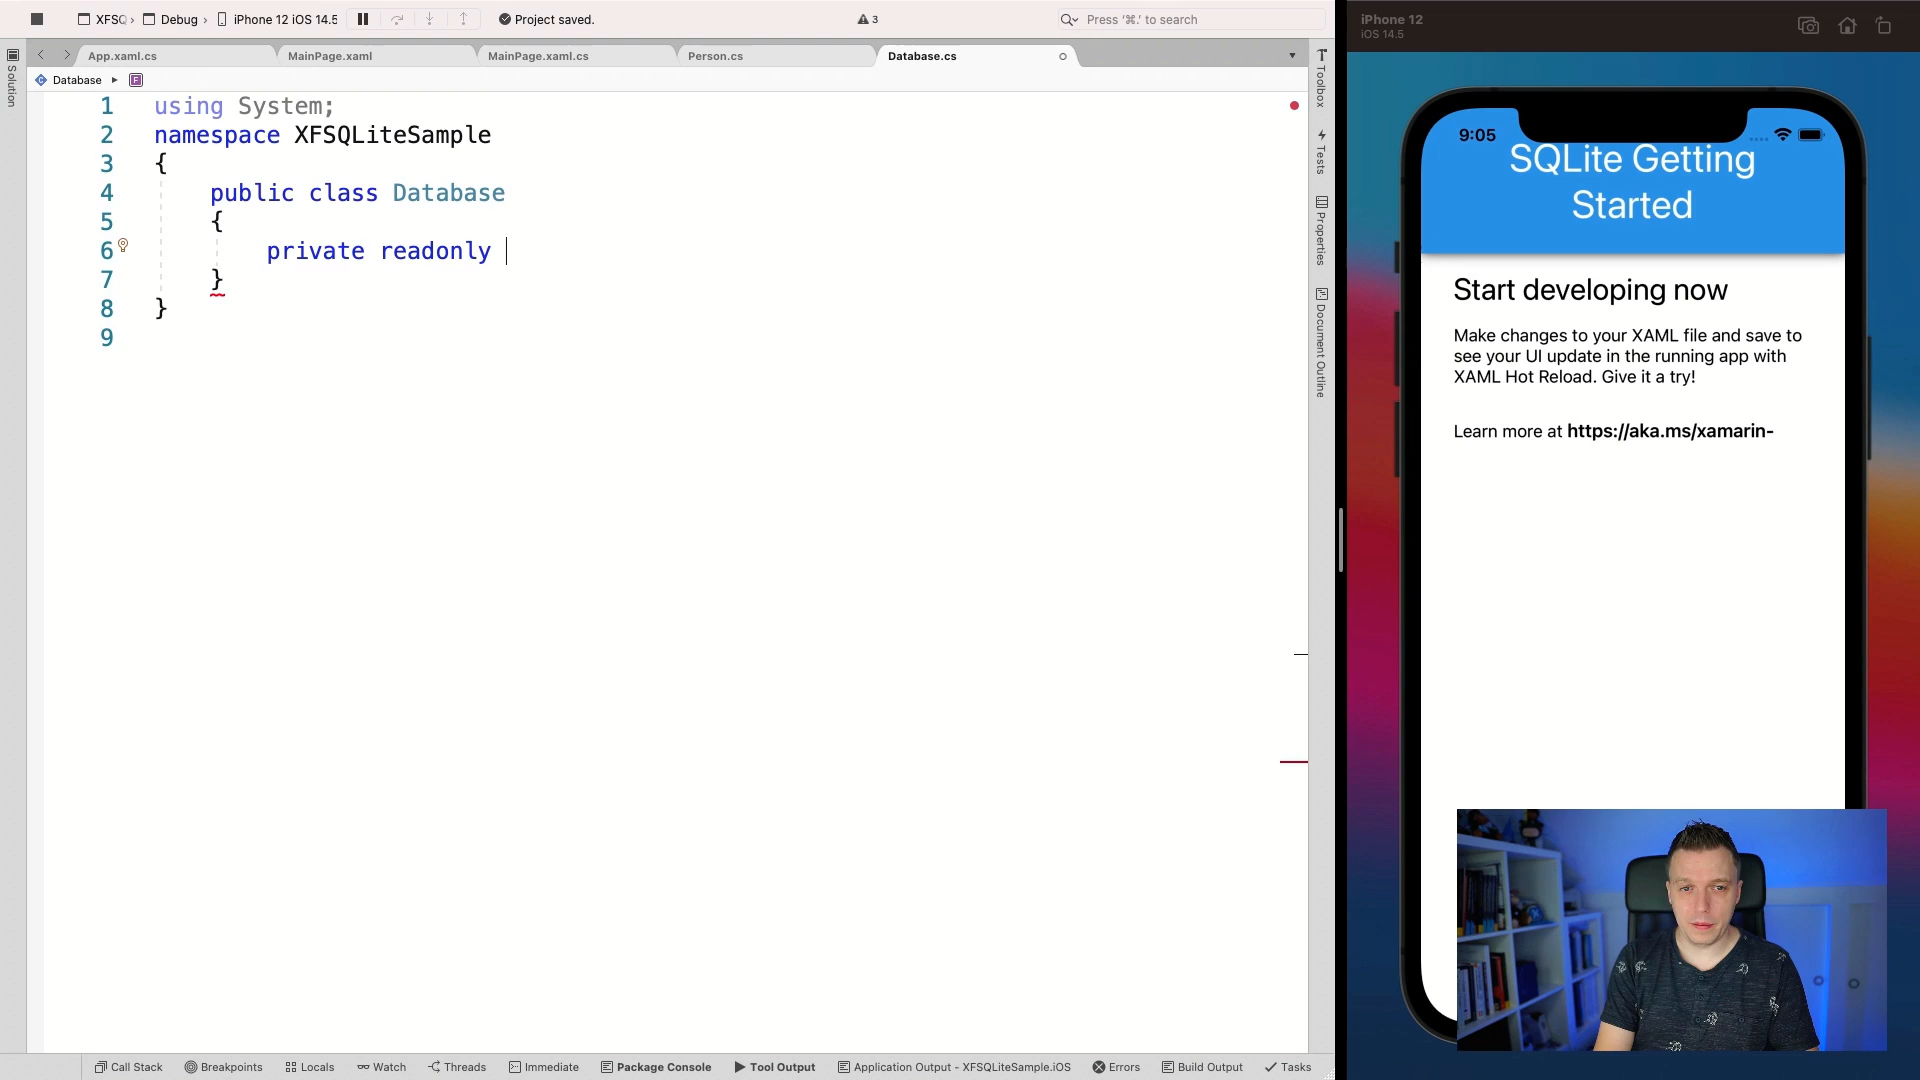 XFSQ
Debug
iPhone 12 iOS 14.5
Project saved.
3
Press '⌘.' to search
App.xaml.cs
MainPage.xaml
MainPage.xaml.cs
Person.cs
Database.cs
Database
Solution
1 using System;
2 namespace XFSQLiteSample
3 {
4 public class Database
5 {
6 private readonly
7 }
8 }
9
Toolbox
Tests
Properties
Document Outline
Call Stack
Breakpoints
Locals
Watch
Threads
Immediate
Package Console
Tool Output
Application Output - XFSQLiteSample.iOS
Errors
Build Output
Tasks
iPhone 12
iOS 14.5
9:05
SQLite Getting
Started
Start developing now
Make changes to your XAML file and save to
see your UI update in the running app with
XAML Hot Reload. Give it a try!
Learn more at https://aka.ms/xamarin-